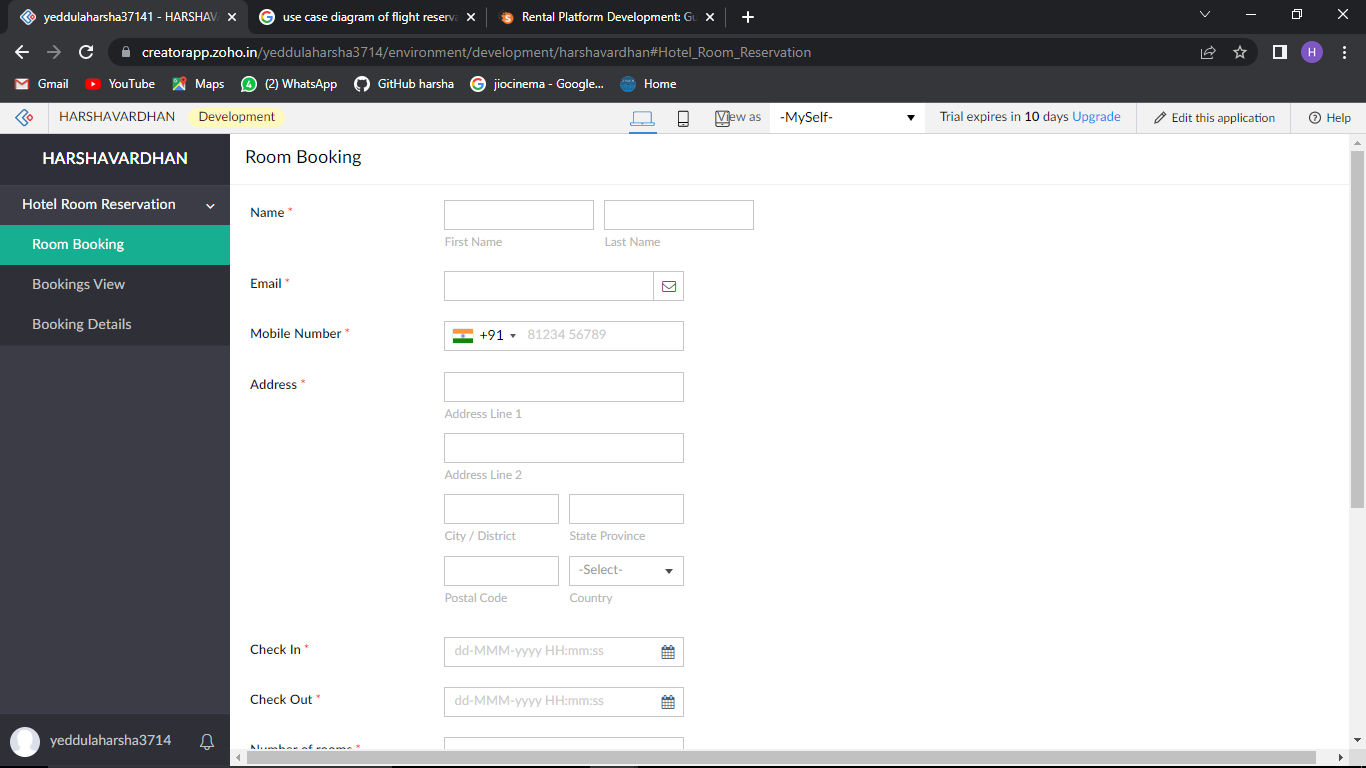 yeddulaharsha37141 - HARSHAV
use case diagram of flight reserva
Rental Platform Development: Gu
creatorapp.zoho.in/yeddulaharsha3714/environment/development/harshavardhan#Hotel_Room_Reservation
H
Gmail
YouTube
Maps
(2) WhatsApp
GitHub harsha
jiocinema - Google...
Home
HARSHAVARDHAN
Development
View as
-MySelf-
Trial expires in 10 days Upgrade
Edit this application
Help
HARSHAVARDHAN
Hotel Room Reservation
Room Booking
Bookings View
Booking Details
yeddulaharsha3714
Room Booking
Name *
First Name
Last Name
Email *
Mobile Number *
+91
81234 56789
Address *
Address Line 1
Address Line 2
City / District
State Province
-Select-
Postal Code
Country
Check In *
dd-MMM-yyyy HH:mm:ss
Check Out *
dd-MMM-yyyy HH:mm:ss
Number of rooms *